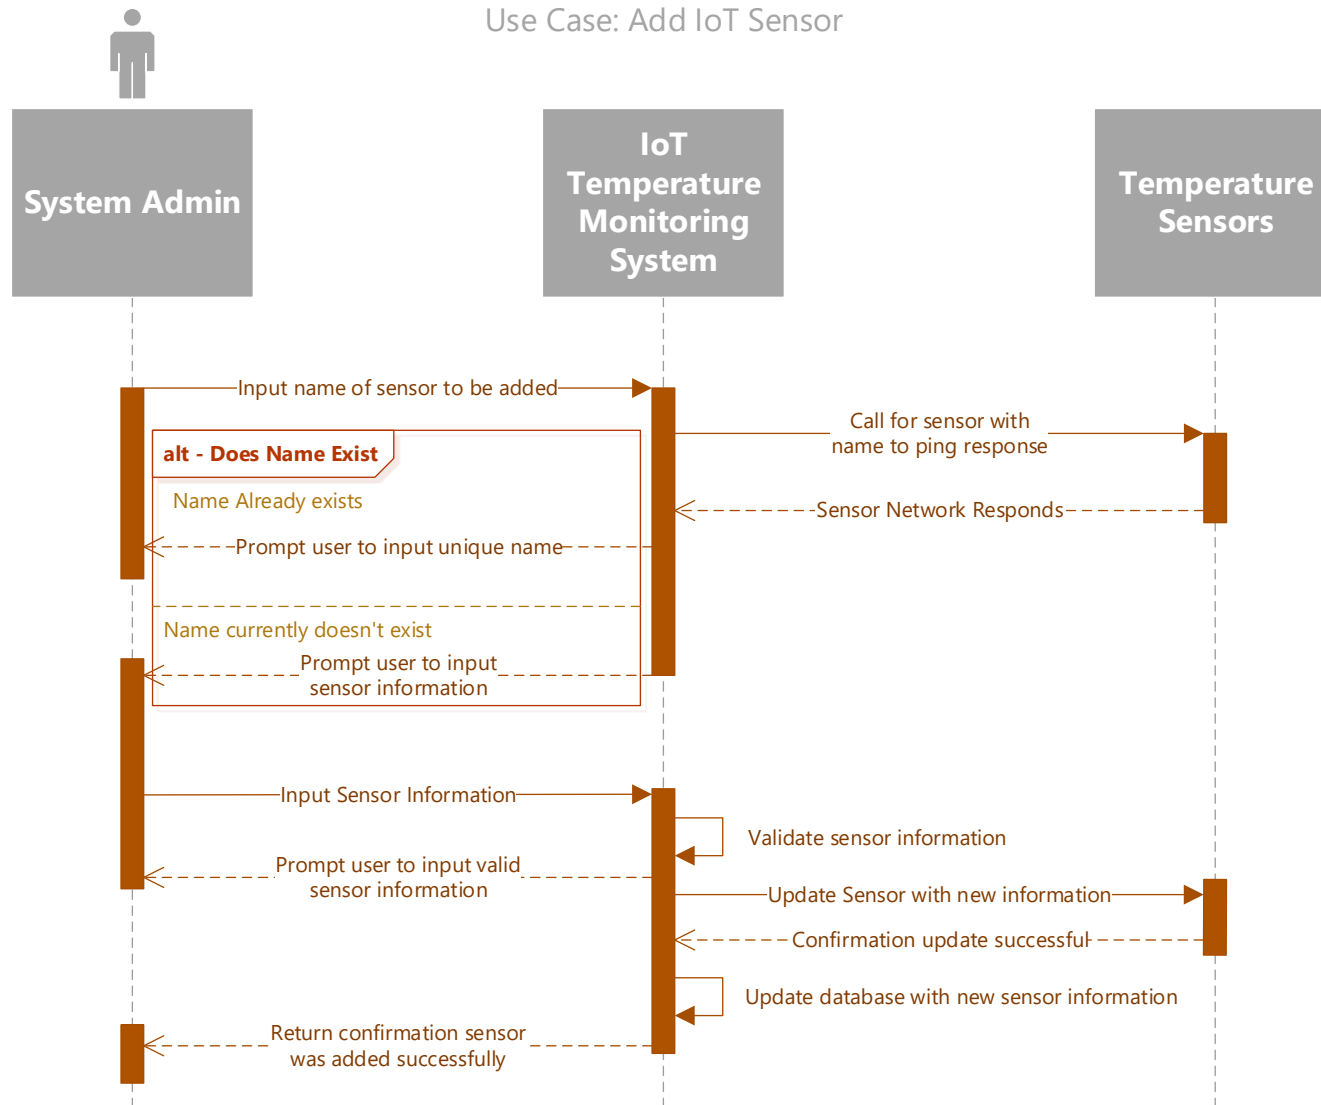 Use Case: Add IoT Sensor
System Admin
IoT
Temperature
Monitoring
System
Temperature
Sensors
Input name of sensor to be added
Call for sensor with
name to ping response
alt - Does Name Exist
Name Already exists
Sensor Network Responds
Prompt user to input unique name
Name currently doesn't exist
Prompt user to input
sensor information
Input Sensor Information
Validate sensor information
Prompt user to input valid
sensor information
Update Sensor with new information
Confirmation update successful
Update database with new sensor information
Return confirmation sensor
was added successfully